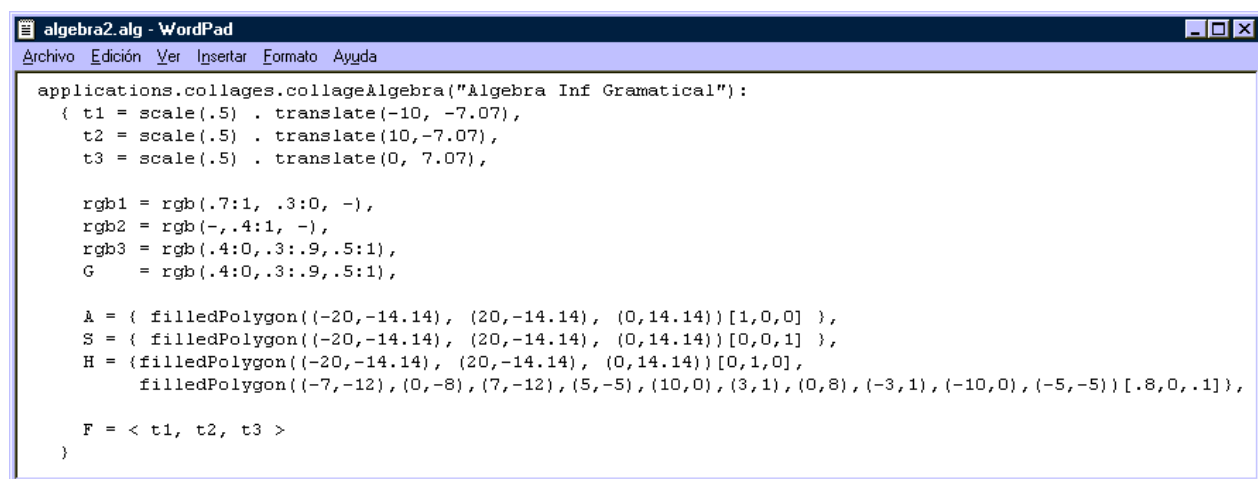 algebra2.alg - WordPad
Archivo Edición Ver Insertar Formato Ayuda
applications.collages.collageAlgebra("Algebra Inf Gramatical"):
{ t1 = scale(.5) . translate(-10, -7.07),
t2 = scale(.5) . translate(10,-7.07),
t3 = scale(.5) . translate(0, 7.07),
rgb1 = rgb(.7:1, .3:0, -),
rgb2 = rgb(-,.4:1, -),
rgb3 = rgb(.4:0,.3:.9,.5:1),
G = rgb(.4:0,.3:.9,.5:1),
A = { filledPolygon((-20,-14.14), (20,-14.14), (0,14.14))[1,0,0] },
S = { filledPolygon((-20,-14.14), (20,-14.14), (0,14.14))[0,0,1] },
H = {filledPolygon((-20,-14.14), (20,-14.14), (0,14.14))[0,1,0],
filledPolygon((-7,-12),(0,-8),(7,-12),(5,-5),(10,0),(3,1),(0,8),(-3,1),(-10,0),(-5,-5))[.8,0,.1]},
F = < t1, t2, t3 >
}